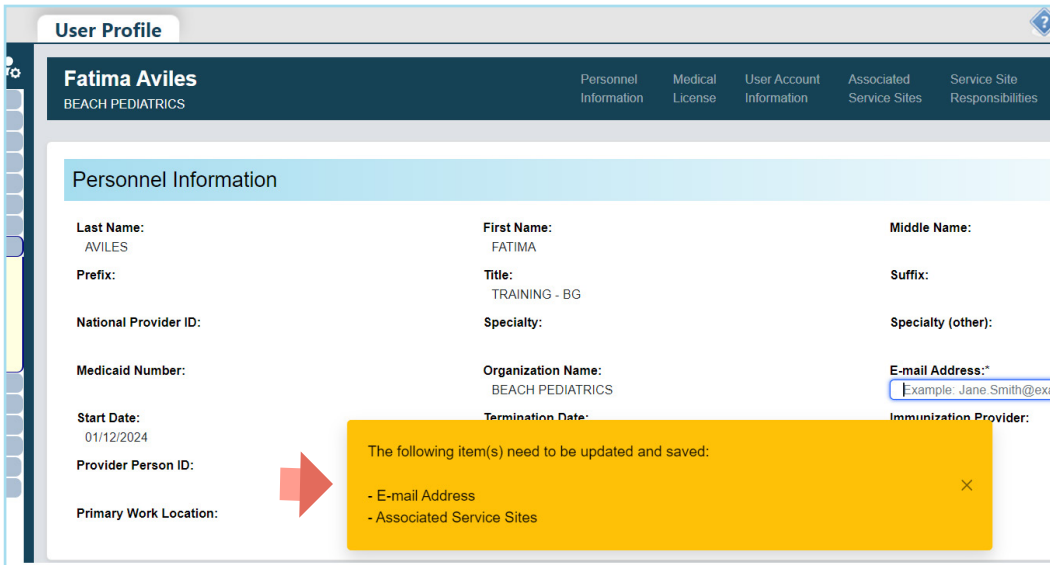 User Profile
?
Fatima Aviles
BEACH PEDIATRICS
Personnel Information
Medical License
User Account Information
Associated Service Sites
Service Site Responsibilities
Personnel Information
Last Name:
AVILES
First Name:
FATIMA
Middle Name:
Prefix:
Title:
TRAINING - BG
Suffix:
National Provider ID:
Specialty:
Specialty (other):
Medicaid Number:
Organization Name:
BEACH PEDIATRICS
E-mail Address:*
Example: Jane.Smith@exa
Start Date:
01/12/2024
Termination Date:
Immunization Provider:
Provider Person ID:
Primary Work Location:
The following item(s) need to be updated and saved:
- E-mail Address
- Associated Service Sites